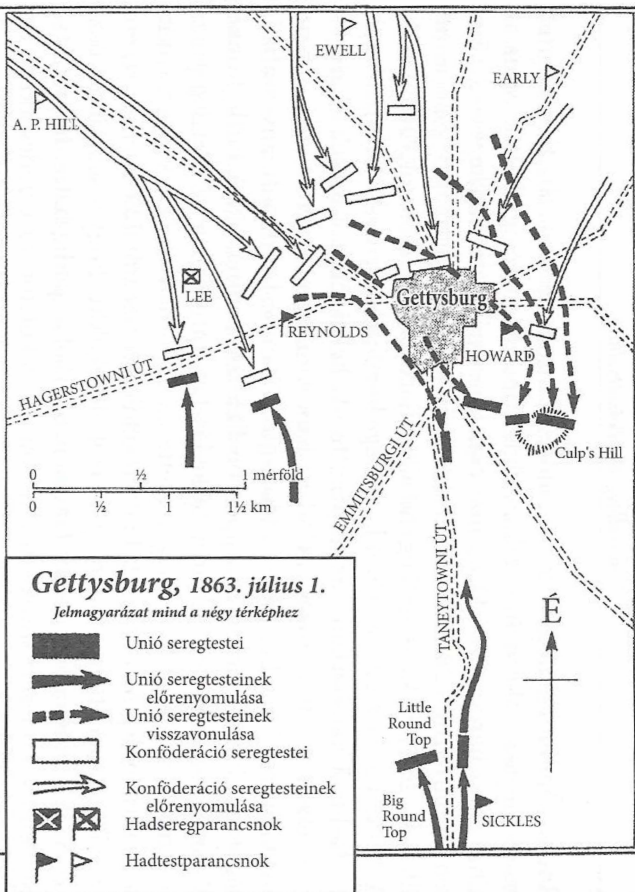 EWELL
EARLY
A. P. HILL
LEE
Gettysburg
REYNOLDS
HOWARD
HAGERSTOWNI ÚT
Culp's Hill
0 ½ 1 mérföld
0 ½ 1 1½ km
EMMITSBURGI ÚT
TANEYTOWNI ÚT
Gettysburg, 1863. július 1.
Jelmagyarázat mind a négy térképhez
Unió seregtestei
Unió seregtesteinek
előrenyomulása
Unió seregtesteinek
visszavonulása
Konföderáció seregtestei
Konföderáció seregtesteinek
előrenyomulása
Hadseregparancsnok
Hadtestparancsnok
É
Little
Round
Top
Big
Round
Top
SICKLES